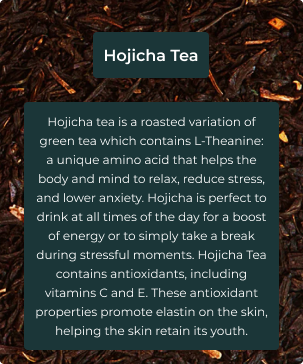 Hojicha Tea
Hojicha tea is a roasted variation of
green tea which contains L-Theanine:
a unique amino acid that helps the
body and mind to relax, reduce stress,
and lower anxiety. Hojicha is perfect to
drink at all times of the day for a boost
of energy or to simply take a break
during stressful moments. Hojicha Tea
contains antioxidants, including
vitamins C and E. These antioxidant
properties promote elastin on the skin,
helping the skin retain its youth.